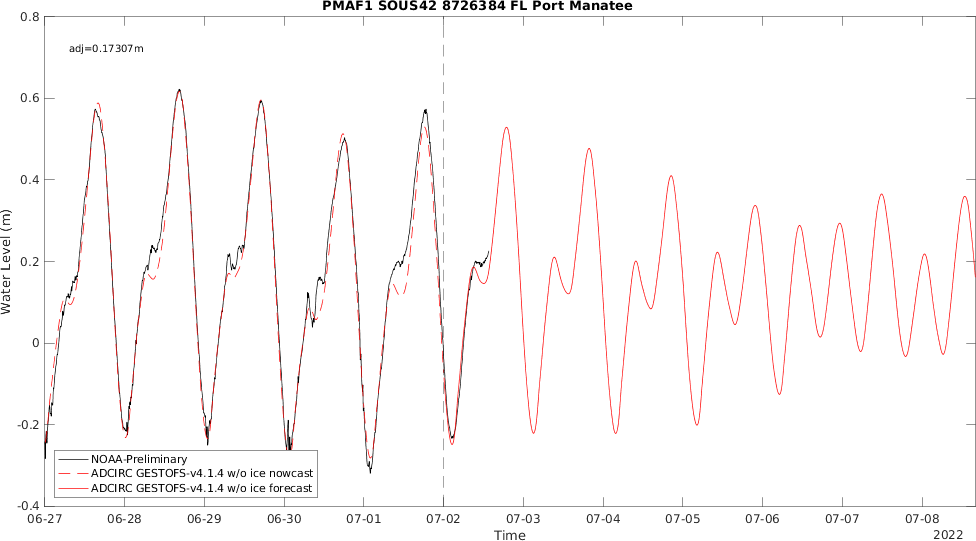 PMAF1 SOUS42 8726384 FL Port Manatee
adj=0.17307m
0.8
0.6
0.4
0.2
0
-0.2
-0.4
Water Level (m)
NOAA-Preliminary
ADCIRC GESTOFS-v4.1.4 w/o ice nowcast
ADCIRC GESTOFS-v4.1.4 w/o ice forecast
06-27 06-28 06-29 06-30 07-01 07-02 07-03 07-04 07-05 07-06 07-07 07-08
Time
2022